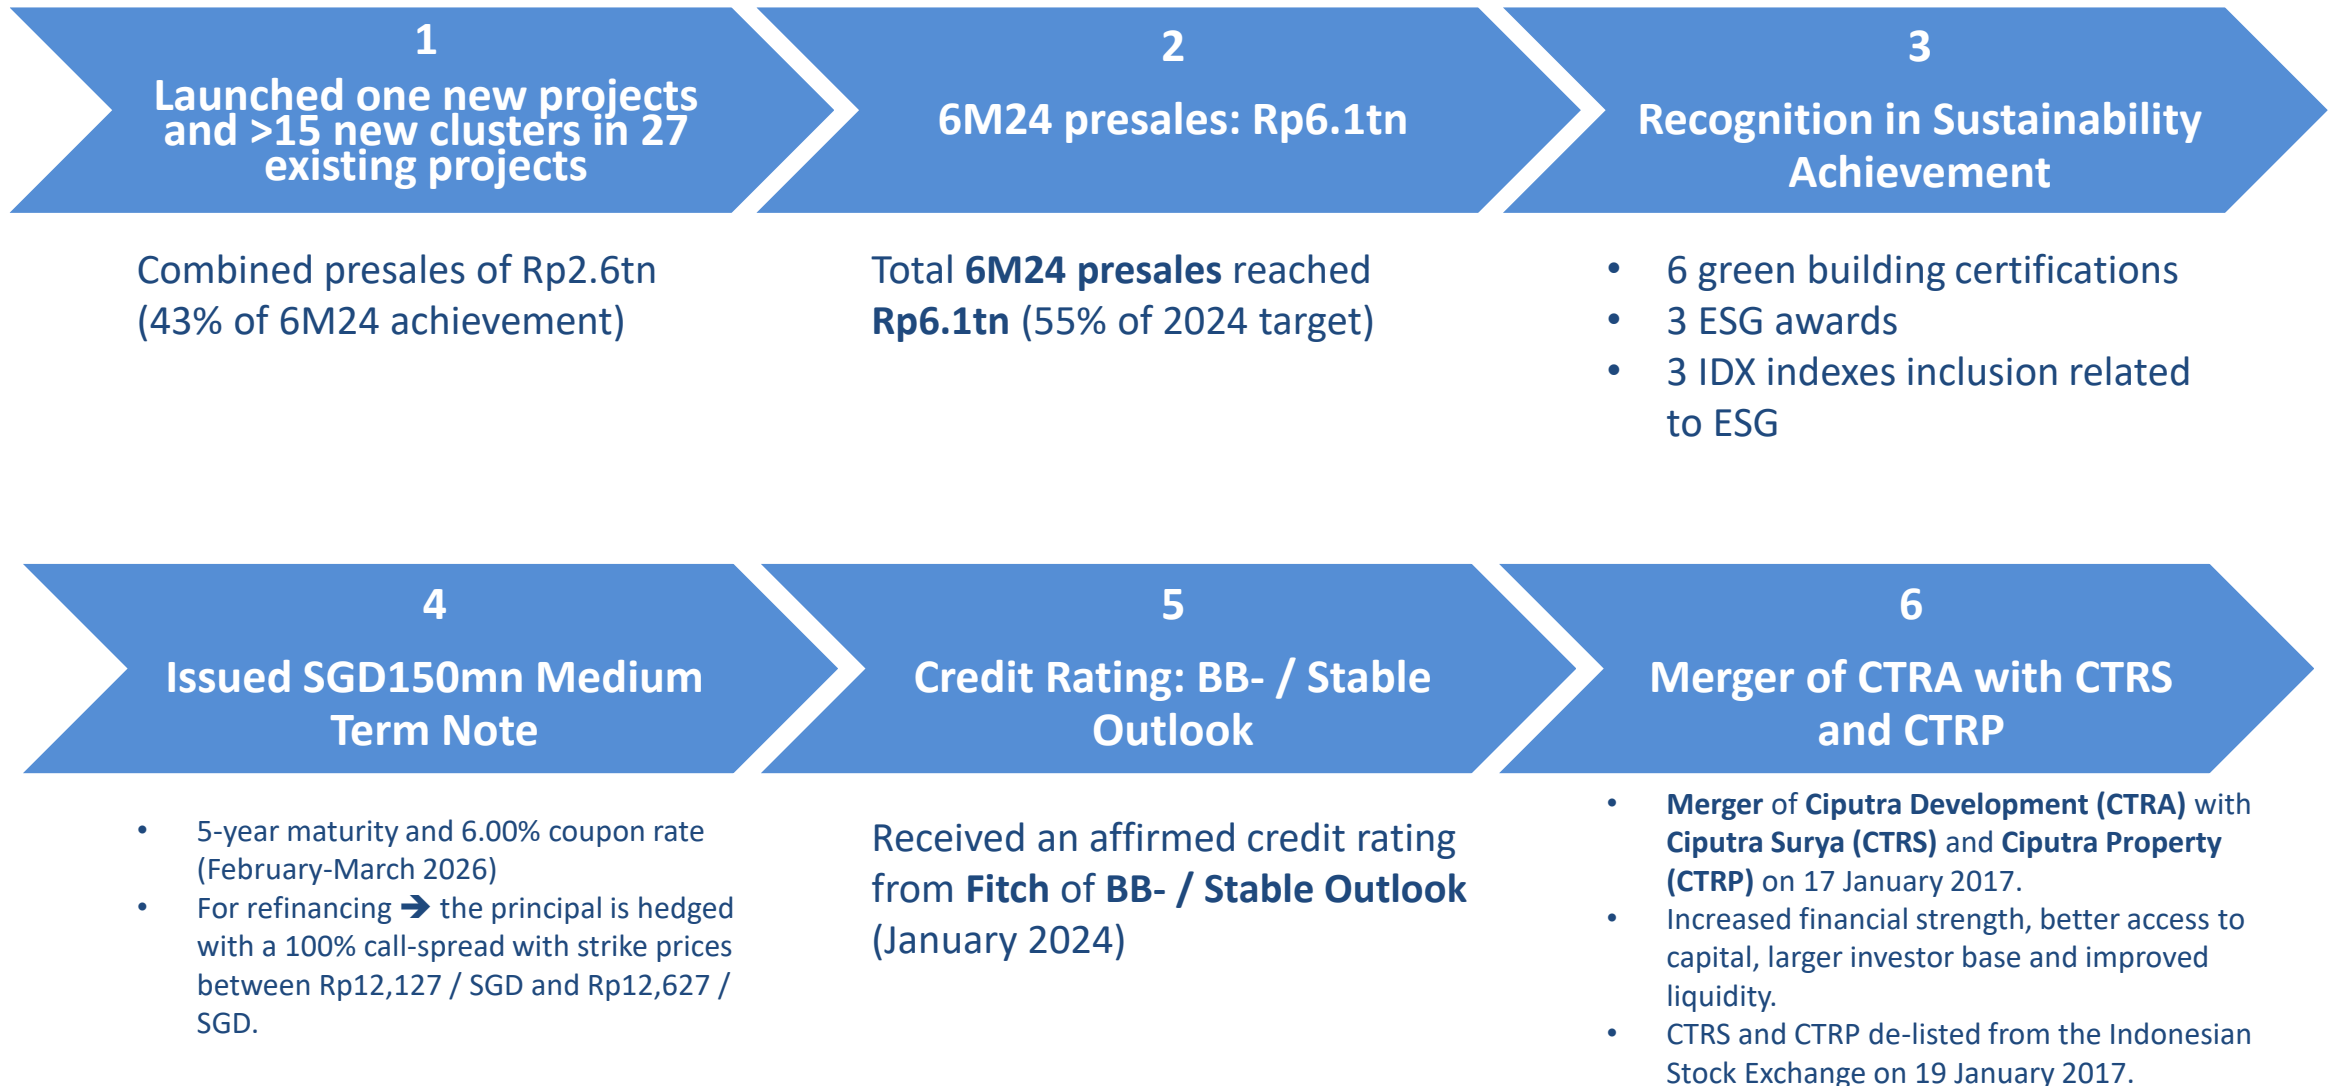 1
Launched one new projects
and >15 new clusters in 27
existing projects
Combined presales of Rp2.6tn
(43% of 6M24 achievement)
2
6M24 presales: Rp6.1tn
Total 6M24 presales reached
Rp6.1tn (55% of 2024 target)
3
Recognition in Sustainability
Achievement
• 6 green building certifications
• 3 ESG awards
• 3 IDX indexes inclusion related
to ESG
4
Issued SGD150mn Medium
Term Note
• 5-year maturity and 6.00% coupon rate
(February-March 2026)
• For refinancing ➔ the principal is hedged
with a 100% call-spread with strike prices
between Rp12,127 / SGD and Rp12,627 /
SGD.
5
Credit Rating: BB- / Stable
Outlook
Received an affirmed credit rating
from Fitch of BB- / Stable Outlook
(January 2024)
6
Merger of CTRA with CTRS
and CTRP
• Merger of Ciputra Development (CTRA) with
Ciputra Surya (CTRS) and Ciputra Property
(CTRP) on 17 January 2017.
• Increased financial strength, better access to
capital, larger investor base and improved
liquidity.
• CTRS and CTRP de-listed from the Indonesian
Stock Exchange on 19 January 2017.